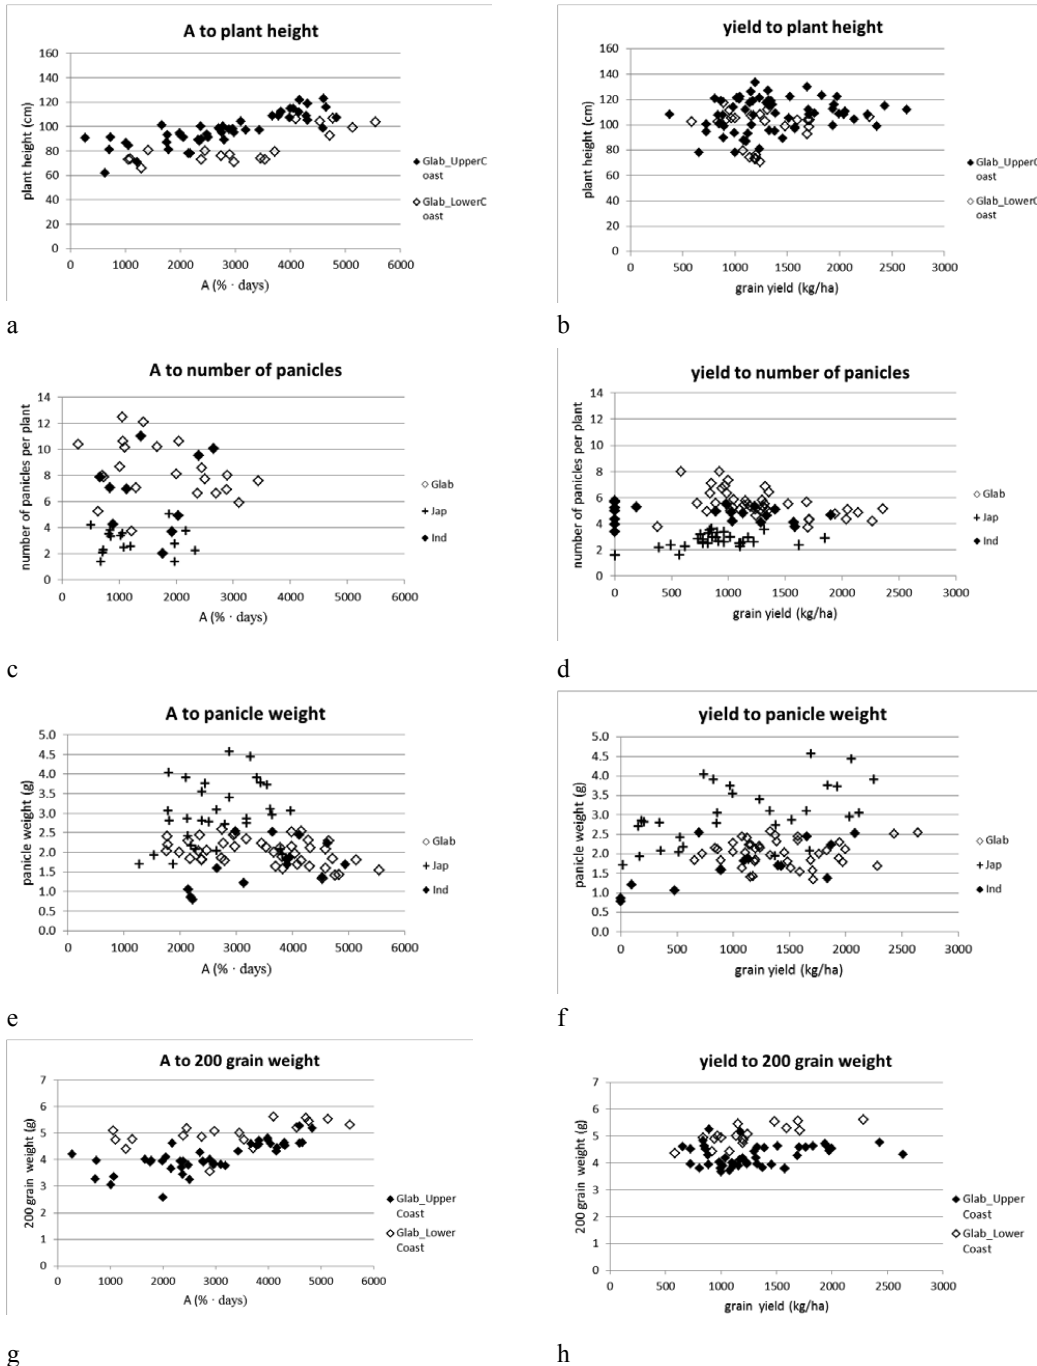 A to plant height
160
140
120
100
80
60
40
20
0
plant height (cm)
0 1000 2000 3000 4000 5000 6000
A (% · days)
Glab_UpperC
oast
Glab_LowerC
oast
a
yield to plant height
160
140
120
100
80
60
40
20
0
plant height (cm)
0 500 1000 1500 2000 2500 3000
grain yield (kg/ha)
Glab_UpperC
oast
Glab_LowerC
oast
b
A to number of panicles
14
12
10
8
6
4
2
0
number of panicles per plant
0 1000 2000 3000 4000 5000 6000
A (% · days)
Glab
Jap
Ind
c
yield to number of panicles
14
12
10
8
6
4
2
0
number of panicles per plant
0 500 1000 1500 2000 2500 3000
grain yield (kg/ha)
Glab
Jap
Ind
d
A to panicle weight
5.0
4.5
4.0
3.5
3.0
2.5
2.0
1.5
1.0
0.5
0.0
panicle weight (g)
0 1000 2000 3000 4000 5000 6000
A (% · days)
Glab
Jap
Ind
e
yield to panicle weight
5.0
4.5
4.0
3.5
3.0
2.5
2.0
1.5
1.0
0.5
0.0
panicle weight (g)
0 500 1000 1500 2000 2500 3000
grain yield (kg/ha)
Glab
Jap
Ind
f
A to 200 grain weight
7
6
5
4
3
2
1
0
200 grain weight (g)
0 1000 2000 3000 4000 5000 6000
A (% · days)
Glab_Upper
Coast
Glab_Lower
Coast
g
yield to 200 grain weight
7
6
5
4
3
2
1
0
200 grain weight (g)
0 500 1000 1500 2000 2500 3000
grain yield (kg/ha)
Glab_Upper
Coast
Glab_Lower
Coast
h